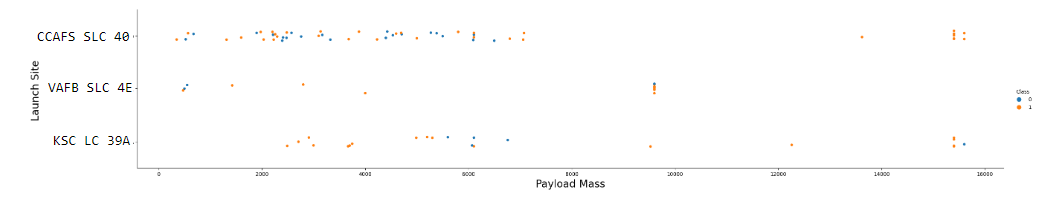 CCAFS SLC 40
VAFB SLC 4E
KSC LC 39A
Launch Site
0 2000 4000 6000 8000 10000 12000 14000 16000
Payload Mass
Class
0
1